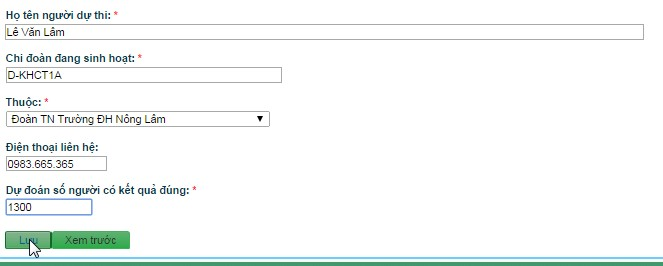 Họ tên người dự thi: *
Lê Văn Lâm
Chi đoàn đang sinh hoạt: *
D-KHCT1A
Thuộc: *
Đoàn TN Trường ĐH Nông Lâm
Điện thoại liên hệ:
0983.665.365
Dự đoán số người có kết quả đúng: *
1300
Lưu Xem trước